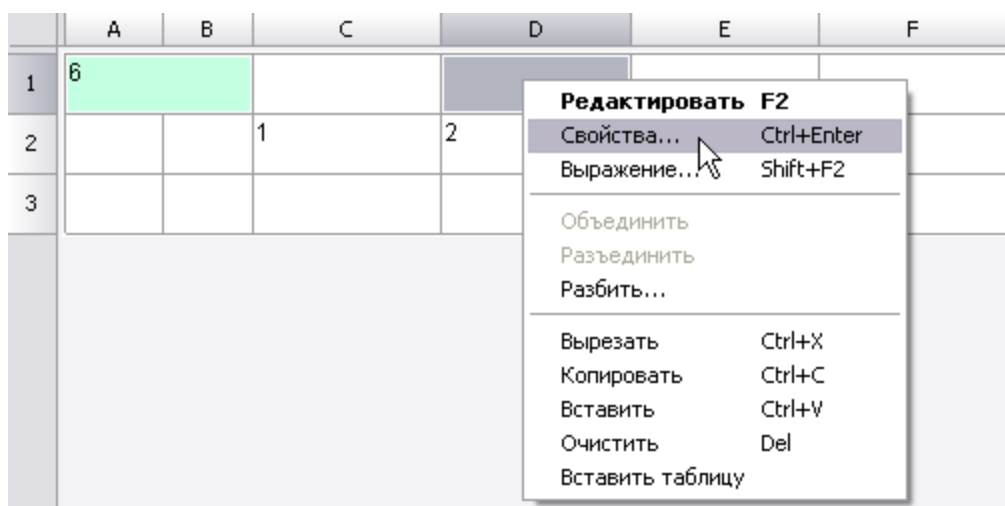 A B C D E F
1 6
2 1 2
3
Редактировать F2
Свойства... Ctrl+Enter
Выражение... Shift+F2
Объединить
Разъединить
Разбить...
Вырезать Ctrl+X
Копировать Ctrl+C
Вставить Ctrl+V
Очистить Del
Вставить таблицу